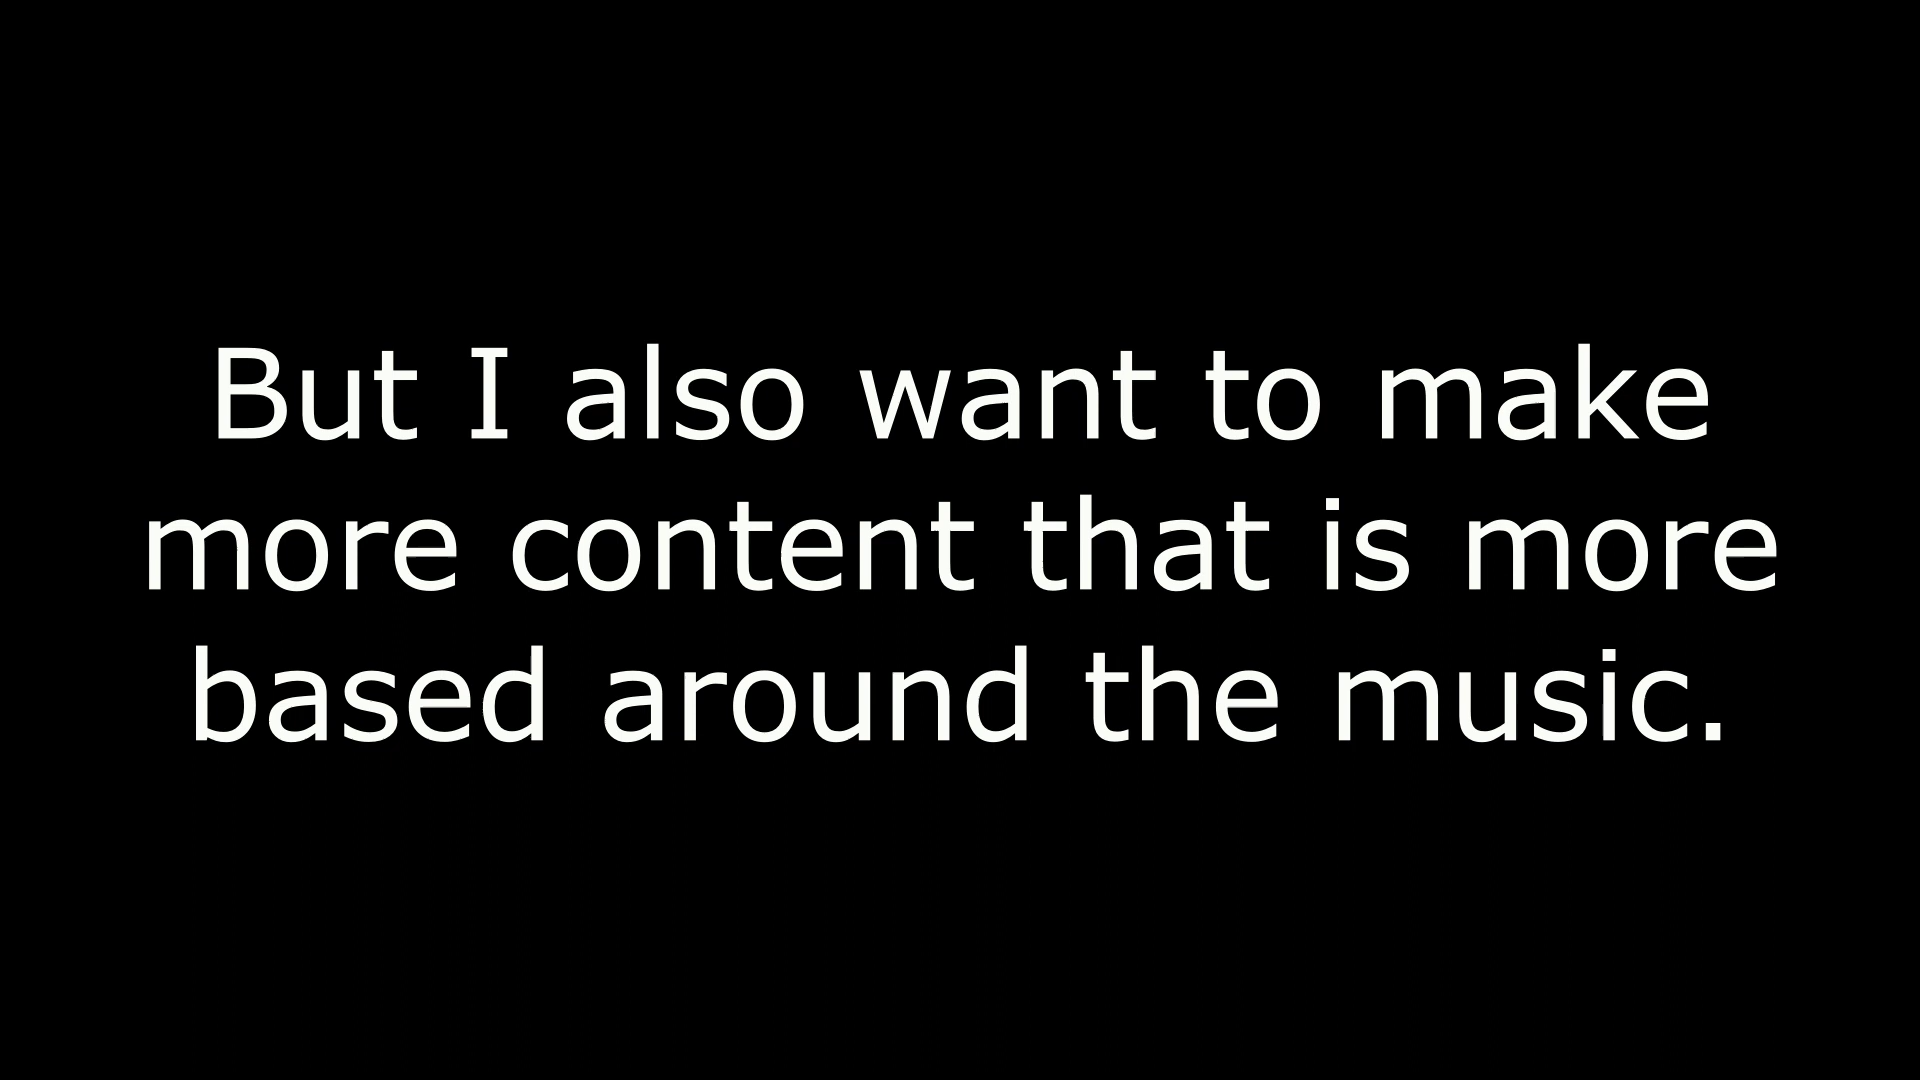 But I also want to make
more content that is more
based around the music.